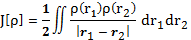 J[ρ] = 1/2 ∬ ρ(r₁)ρ(r₂)/|r₁ − r₂| dr₁dr₂